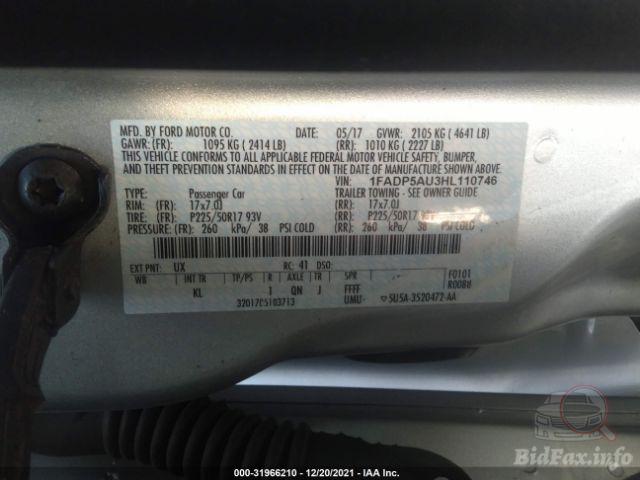 MFD. BY FORD MOTOR CO. 05/17 GVWR: 2105 KG ( 4641 LB)
GAWR: (FR): 1095 KG ( 2414 LB) (RR): 1010 KG ( 2227 LB)
THIS VEHICLE CONFORMS TO ALL APPLICABLE FEDERAL MOTOR VEHICLE SAFETY, BUMPER,
AND THEFT PREVENTION STANDARDS IN EFFECT ON THE DATE OF MANUFACTURE SHOWN ABOVE.
VIN: 1FADP5AU3HL110746
TYPE: Passenger Car TRAILER TOWING - SEE OWNER GUIDE
RIM: (FR): 17x7.0J (RR): 17x7.0J
TIRE: (FR): P225/50R17 93V (RR): P225/50R17 93V
PRESSURE: (FR): 260 kPa/ 38 PSI COLD (RR): 260 kPa/ 38 PSI COLD
EXT PNT: UX RC: 41 DSO:
WB INT TR TP/PS R AXLE TR SPR F0101
KL 1 QN J FFFF
UMU- 5U5A-3520472-AA
000-31966210 - 12/20/2021 - IAA Inc.
BidFax.info